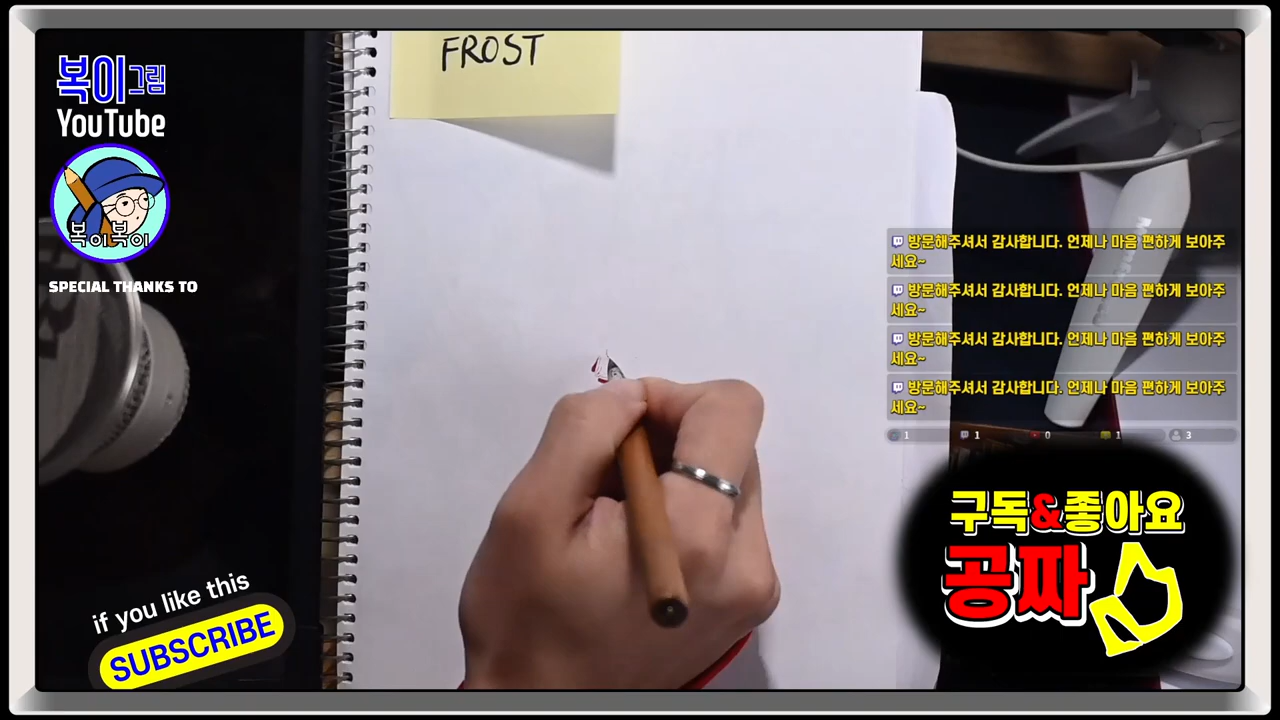 FROST
복이그림
YouTube
복이복이
SPECIAL THANKS TO
방문해주셔서 감사합니다. 언제나 마음 편하게 보아주
세요~
방문해주셔서 감사합니다. 언제나 마음 편하게 보아주
세요~
방문해주셔서 감사합니다. 언제나 마음 편하게 보아주
세요~
방문해주셔서 감사합니다. 언제나 마음 편하게 보아주
세요~
1 1 0 1 3
구독&좋아요
공짜
if you like this
SUBSCRIBE